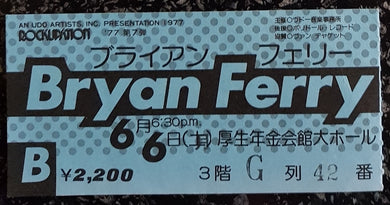 AN UDO ARTISTS, INC. PRESENTATION 1977
ROCKUPATION
'77 第7弾
ブライアン フェリー
Bryan Ferry
6月6日(土) 6:30p.m. 厚生年金会館大ホール
B ¥2,200 3階 G 列 42 番